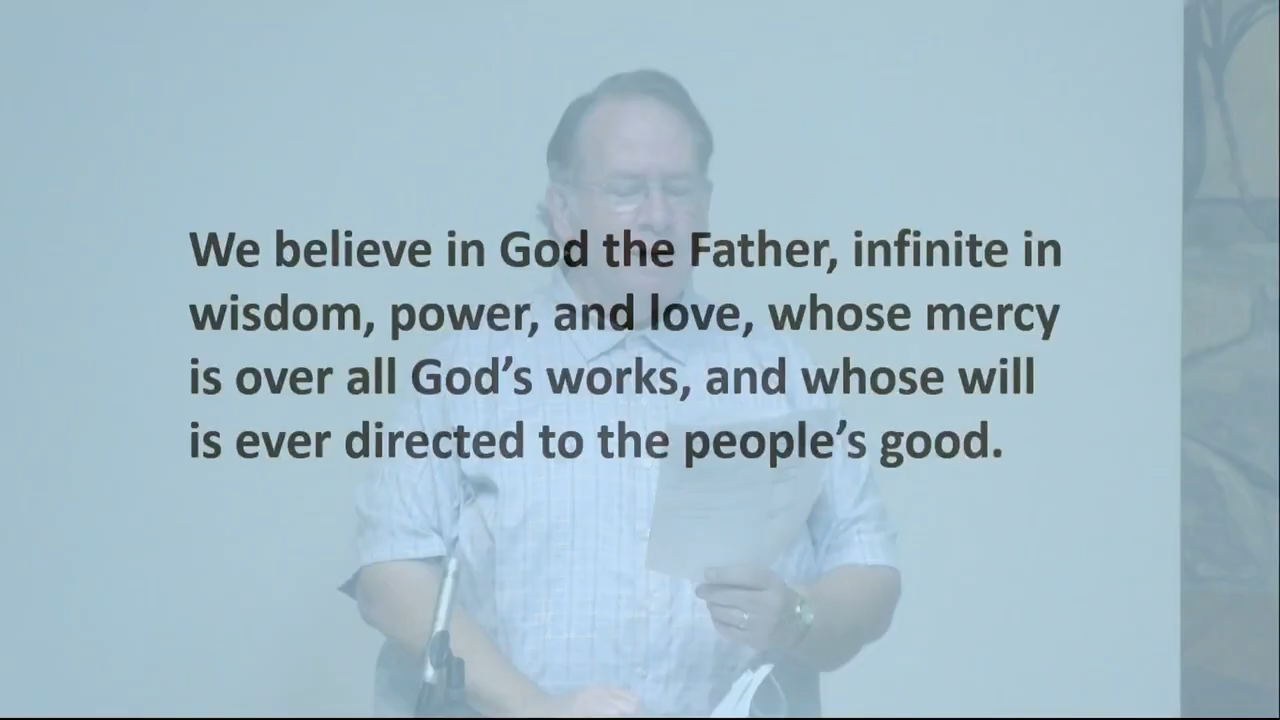 We believe in God the Father, infinite in
wisdom, power, and love, whose mercy
is over all God’s works, and whose will
is ever directed to the people’s good.